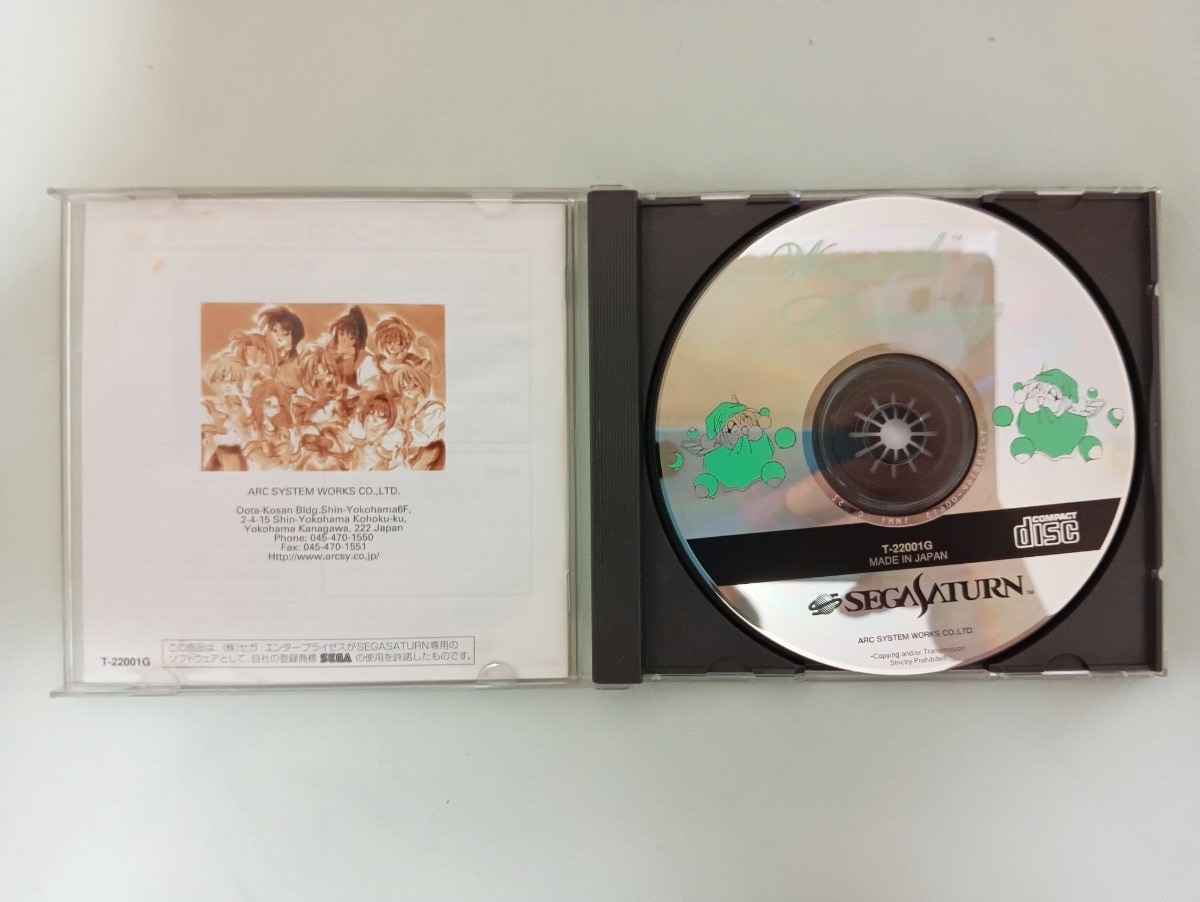 ARC SYSTEM WORKS CO.,LTD.
Oota-Kosan Bldg.Shin-Yokohama6F,
2-4-15 Shin-Yokohama Kohoku-ku,
Yokohama Kanagawa, 222 Japan
Phone: 045-470-1550
Fax: 045-470-1551
Http://www.arcsy.co.jp/
この商品は、(株)セガ・エンタープライゼスがSEGASATURN専用の
ソフトウェアとして、自社の登録商標 SEGA の使用を許諾したものです。
T-22001G
TM
COMPACT
disc
T-22001G
MADE IN JAPAN
SEGASATURN TM
ARC SYSTEM WORKS CO.,LTD.
•Copying and/or Transmission
Strictly Prohibited.